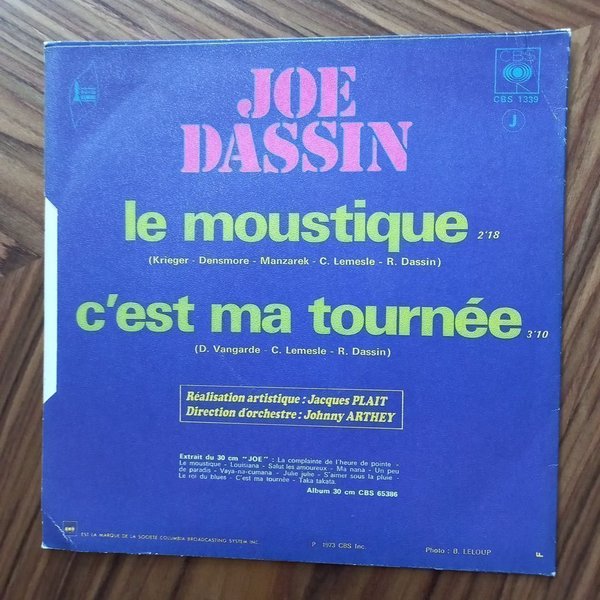 JOE
DASSIN
CBS
CBS 1339
J
le moustique 2'18
(Krieger - Densmore - Manzarek - C. Lemesle - R. Dassin)
c'est ma tournée 3'10
(D. Vangarde - C. Lemesle - R. Dassin)
Réalisation artistique : Jacques PLAIT
Direction d'orchestre : Johnny ARTHEY
Extrait du 30 cm "JOE" : La complainte de l'heure de pointe -
Le moustique - Louisiana - Salut les amoureux - Ma nana - Un peu
de paradis - Vaya-na-cumana - Julie julie - S'aimer sous la pluie -
Le roi du blues - C'est ma tournée - Taka takata.
Album 30 cm CBS 65386
CBS EST LA MARQUE DE LA SOCIETE COLUMBIA BROADCASTING SYSTEM INC.
P 1973 CBS Inc.
Photo : B. LELOUP
F